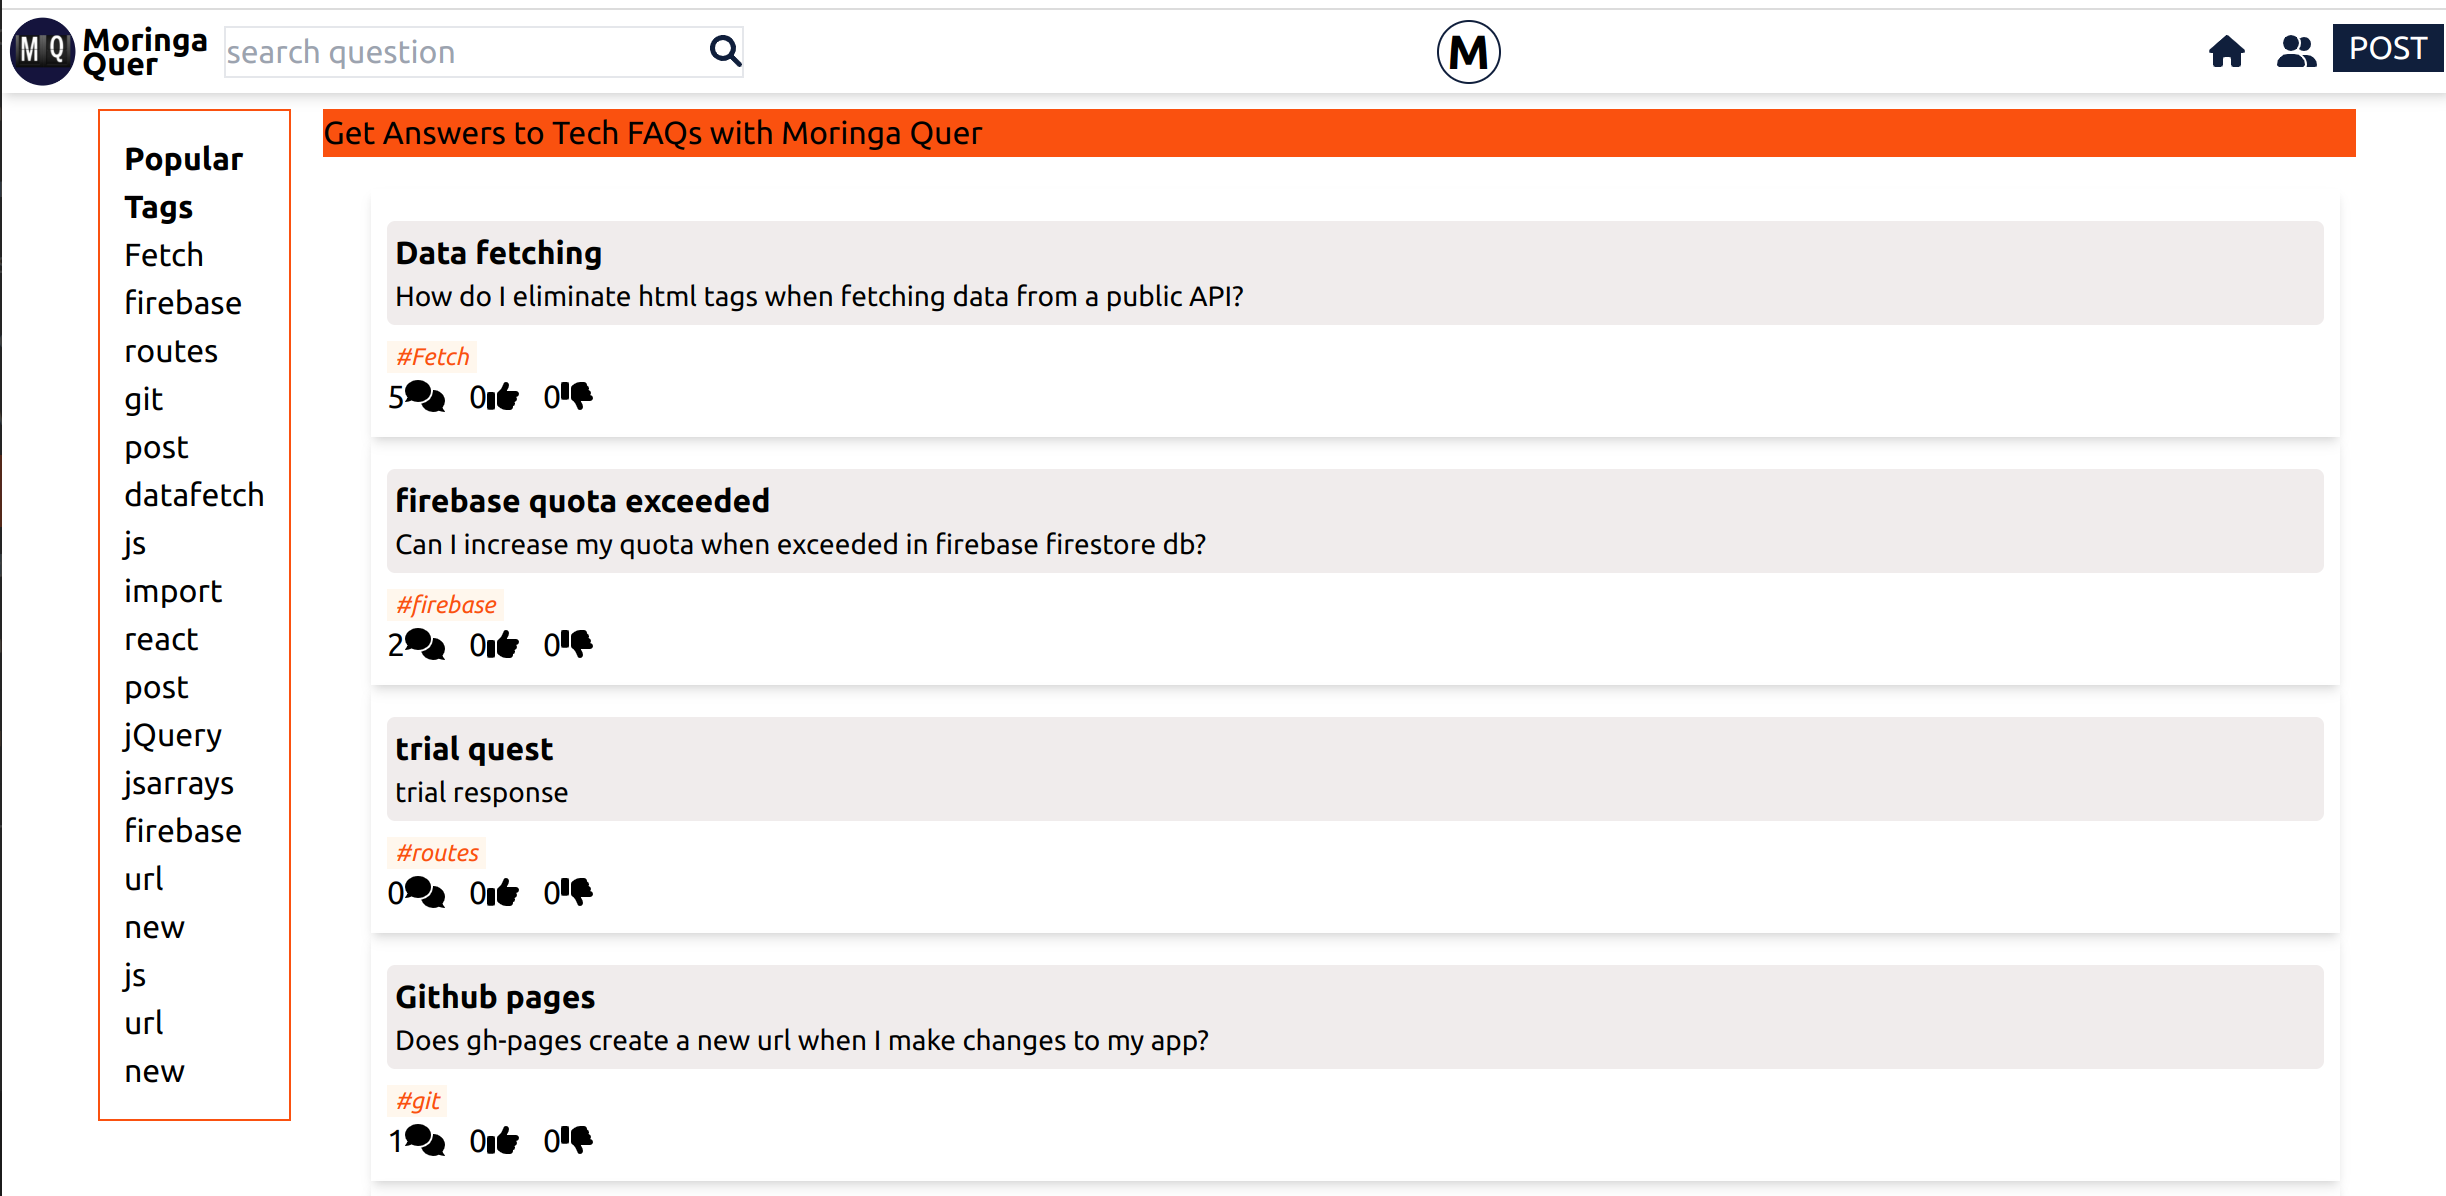 M Q
Moringa
Quer
search question
M
POST
Popular
Tags
Fetch
firebase
routes
git
post
datafetch
js
import
react
post
jQuery
jsarrays
firebase
url
new
js
url
new
Get Answers to Tech FAQs with Moringa Quer
Data fetching
How do I eliminate html tags when fetching data from a public API?
#Fetch
5 0 0
firebase quota exceeded
Can I increase my quota when exceeded in firebase firestore db?
#firebase
2 0 0
trial quest
trial response
#routes
0 0 0
Github pages
Does gh-pages create a new url when I make changes to my app?
#git
1 0 0